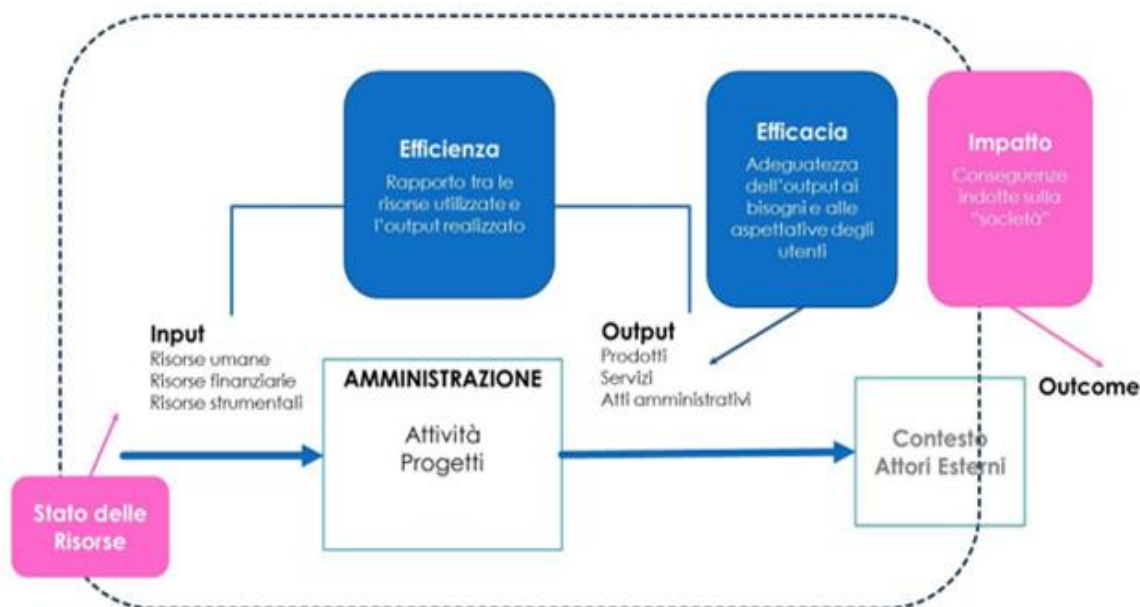 Efficienza
Rapporto tra le
risorse utilizzate e
l'output realizzato
Efficacia
Adeguatezza
dell'output ai
bisogni e alle
aspettative degli
utenti
Impatto
Conseguenze
indotte sulla
"società"
Input
Risorse umane
Risorse finanziarie
Risorse strumentali
AMMINISTRAZIONE
Attività
Progetti
Output
Prodotti
Servizi
Atti amministrativi
Outcome
Contesto
Attori Esterni
Stato delle
Risorse